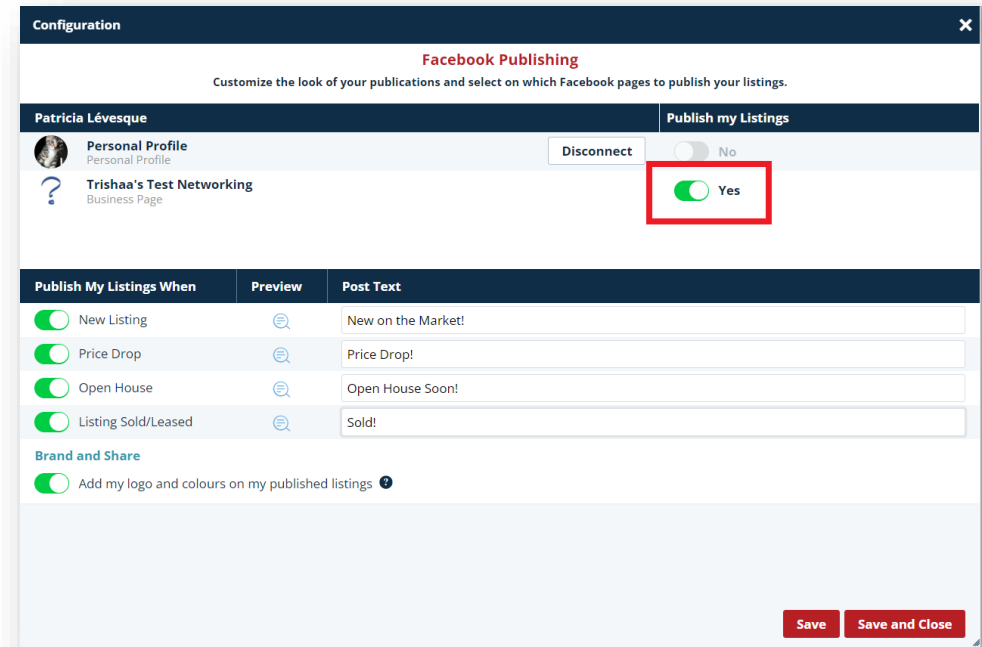 Configuration
Facebook Publishing
Customize the look of your publications and select on which Facebook pages to publish your listings.
Patricia Lévesque Publish my Listings
Personal Profile
Personal Profile
Disconnect No
Trishaa's Test Networking
Business Page
Yes
Publish My Listings When Preview Post Text
New Listing New on the Market!
Price Drop Price Drop!
Open House Open House Soon!
Listing Sold/Leased Sold!
Brand and Share
Add my logo and colours on my published listings ?
Save Save and Close